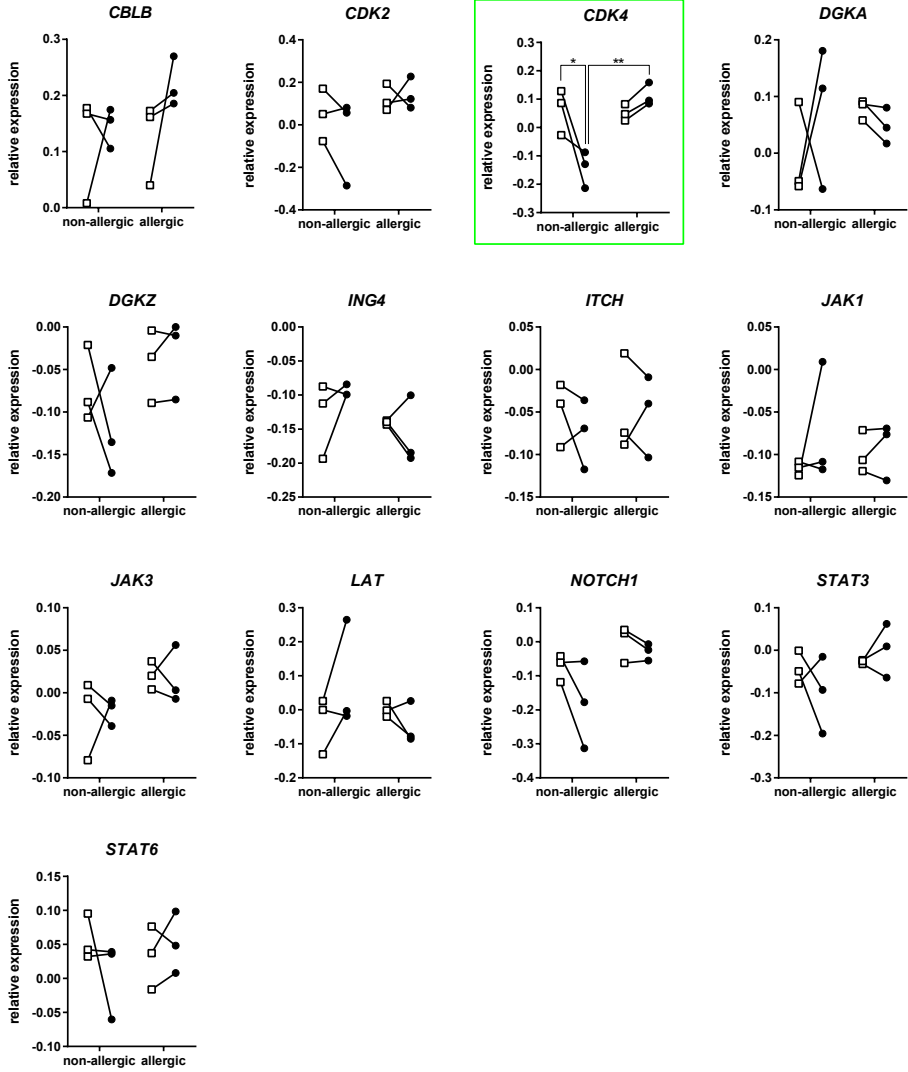 CBLB
relative expression
0.3
0.2
0.1
0.0
non-allergic allergic
CDK2
relative expression
0.4
0.2
0.0
-0.2
-0.4
non-allergic allergic
CDK4
relative expression
0.3
0.2
0.1
0.0
-0.1
-0.2
-0.3
* **
non-allergic allergic
DGKA
relative expression
0.2
0.1
0.0
-0.1
non-allergic allergic
DGKZ
relative expression
0.00
-0.05
-0.10
-0.15
-0.20
non-allergic allergic
ING4
relative expression
0.00
-0.05
-0.10
-0.15
-0.20
-0.25
non-allergic allergic
ITCH
relative expression
0.05
0.00
-0.05
-0.10
-0.15
non-allergic allergic
JAK1
relative expression
0.05
0.00
-0.05
-0.10
-0.15
non-allergic allergic
JAK3
relative expression
0.10
0.05
0.00
-0.05
-0.10
non-allergic allergic
LAT
relative expression
0.3
0.2
0.1
0.0
-0.1
-0.2
non-allergic allergic
NOTCH1
relative expression
0.1
0.0
-0.1
-0.2
-0.3
-0.4
non-allergic allergic
STAT3
relative expression
0.1
0.0
-0.1
-0.2
-0.3
non-allergic allergic
STAT6
relative expression
0.15
0.10
0.05
0.00
-0.05
-0.10
non-allergic allergic